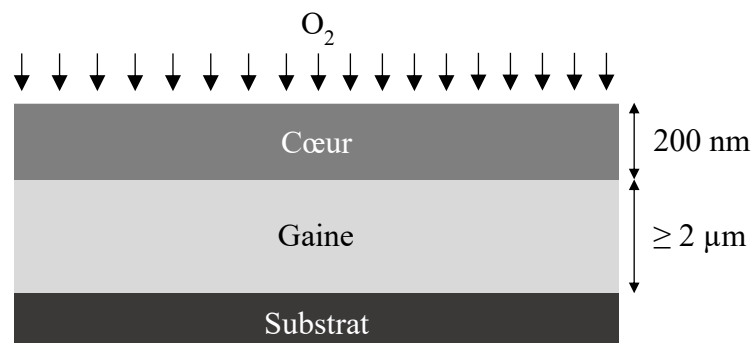 O₂
Cœur
200 nm
Gaine
≥ 2 µm
Substrat